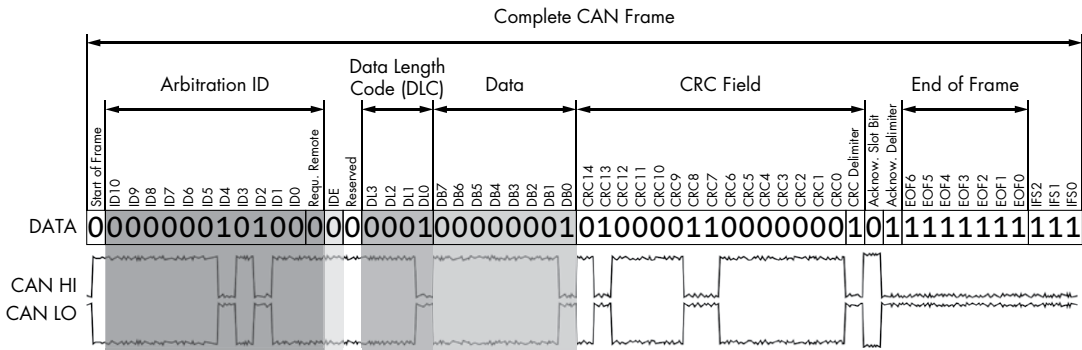 Complete CAN Frame
Arbitration ID
Data Length
Code (DLC)
Data
CRC Field
End of Frame
Start of Frame
ID10
ID9
ID8
ID7
ID6
ID5
ID4
ID3
ID2
ID1
ID0
Requ. Remote
IDE
Reserved
DL3
DL2
DL1
DL0
DB7
DB6
DB5
DB4
DB3
DB2
DB1
DB0
CRC14
CRC13
CRC12
CRC11
CRC10
CRC9
CRC8
CRC7
CRC6
CRC5
CRC4
CRC3
CRC2
CRC1
CRC0
CRC Delimiter
Acknow. Slot Bit
Acknow. Delimiter
EOF6
EOF5
EOF4
EOF3
EOF2
EOF1
EOF0
IFS2
IFS1
IFS0
DATA 0 00000010100 0 0 0 0001 00000001 010000110000000 1 0 1 1111111 111
CAN HI
CAN LO